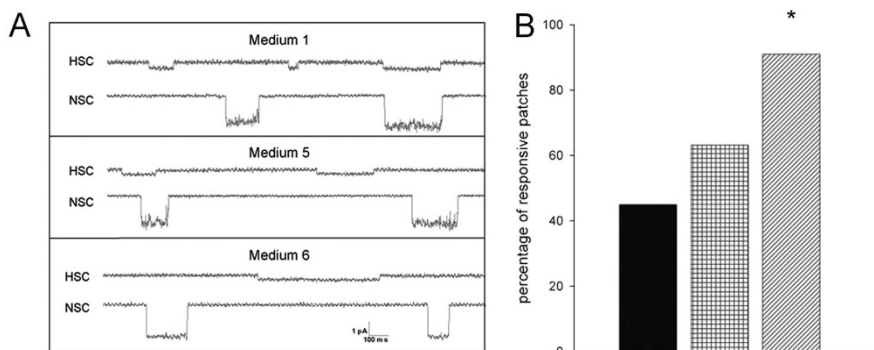 A
Medium 1
HSC
NSC
Medium 5
HSC
NSC
Medium 6
HSC
NSC
1 pA
100 ms
B
*
percentage of responsive patches
100
80
60
40
20
0